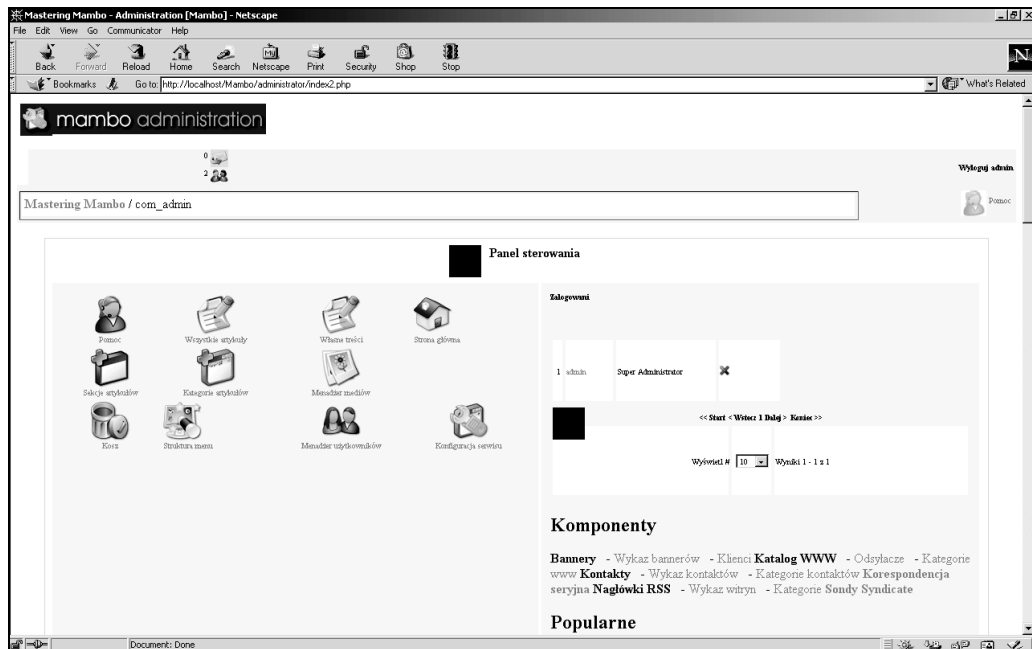 Mastering Mambo - Administration [Mambo] - Netscape
File Edit View Go Communicator Help
Back Forward Reload Home Search Netscape Print Security Shop Stop
Bookmarks Go to: http://localhost/Mambo/administrator/index2.php What's Related
mambo administration
0
2
Wyloguj admin
Mastering Mambo / com_admin
Pomoc
Panel sterowania
Pomoc Wszystkie artykuły Własne treści Strona główna
Sekcje artykułów Kategorie artykułów Menadżer mediów
Kosz Struktura menu Menadżer użytkowników Konfiguracja serwisu
Zalogowani
1 admin Super Administrator
<< Start < Wstecz 1 Dalej > Koniec >>
Wyświetl # 10 Wyniki 1 - 1 z 1
Komponenty
Bannery - Wykaz bannerów - Klienci Katalog WWW - Odsyłacze - Kategorie
www Kontakty - Wykaz kontaktów - Kategorie kontaktów Korespondencja
seryjna Nagłówki RSS - Wykaz witryn - Kategorie Sondy Syndicate
Popularne
Document: Done